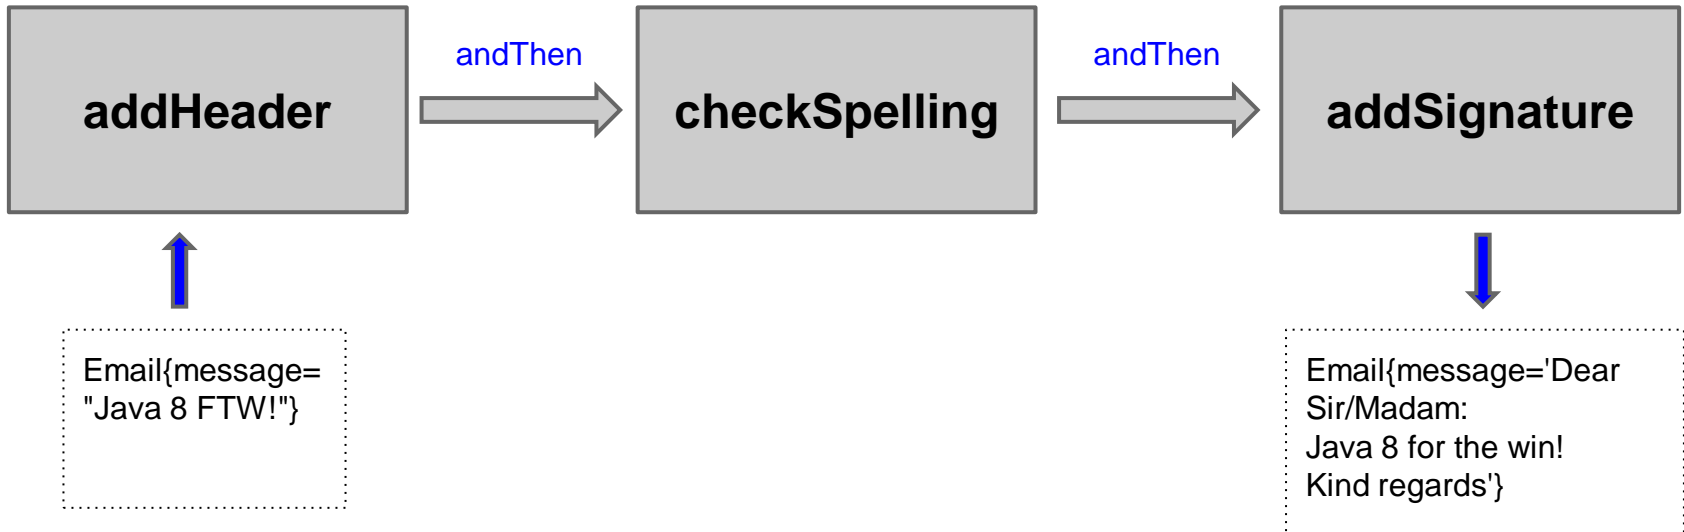 andThen
andThen
addHeader
checkSpelling
addSignature
Email{message=
"Java 8 FTW!"}
Email{message='Dear
Sir/Madam:
Java 8 for the win!
Kind regards'}